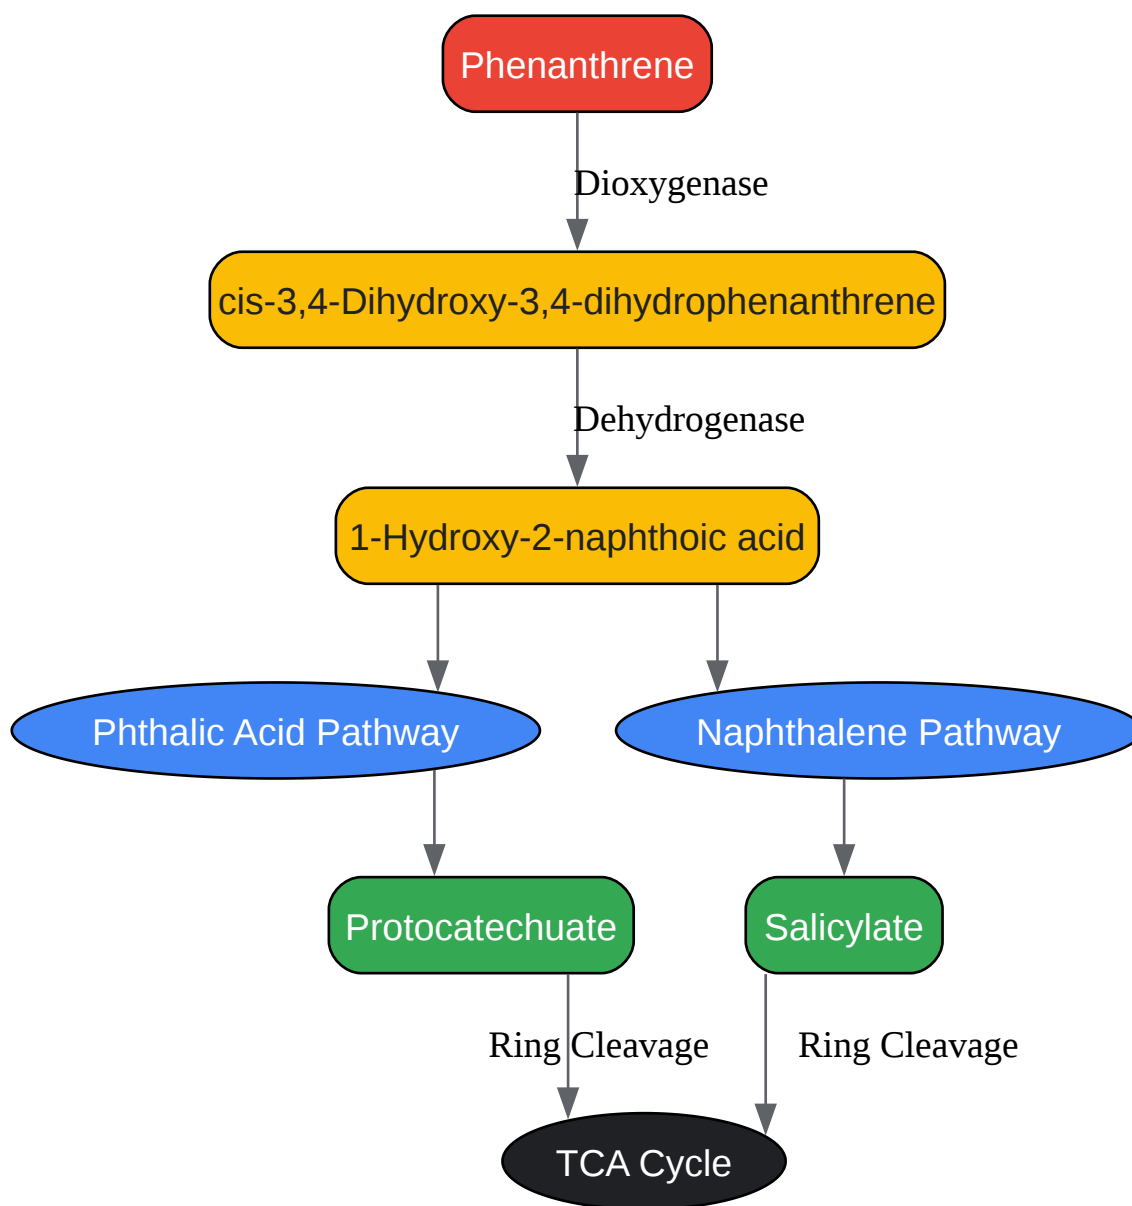 Phenanthrene
Dioxygenase
cis-3,4-Dihydroxy-3,4-dihydrophenanthrene
Dehydrogenase
1-Hydroxy-2-naphthoic acid
Phthalic Acid Pathway
Naphthalene Pathway
Protocatechuate
Salicylate
Ring Cleavage
Ring Cleavage
TCA Cycle